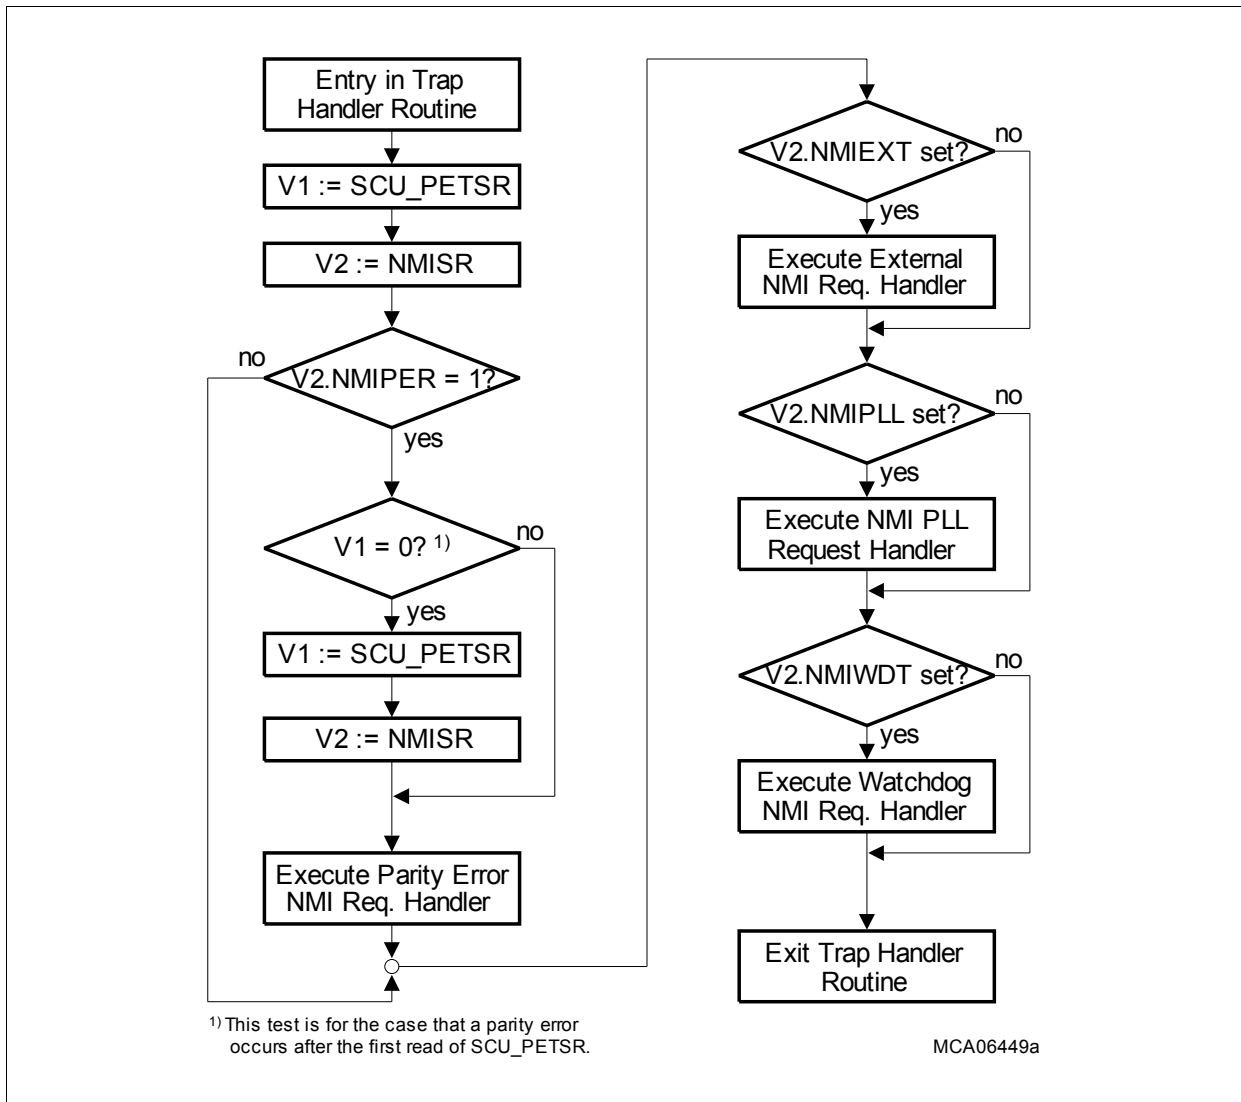 Entry in Trap
Handler Routine
V1 := SCU_PETSR
V2 := NMISR
no
V2.NMIPER = 1?
yes
V1 = 0? 1)
no
yes
V1 := SCU_PETSR
V2 := NMISR
Execute Parity Error
NMI Req. Handler
1) This test is for the case that a parity error
occurs after the first read of SCU_PETSR.
V2.NMIEXT set?
no
yes
Execute External
NMI Req. Handler
V2.NMIPLL set?
no
yes
Execute NMI PLL
Request Handler
V2.NMIWDT set?
no
yes
Execute Watchdog
NMI Req. Handler
Exit Trap Handler
Routine
MCA06449a